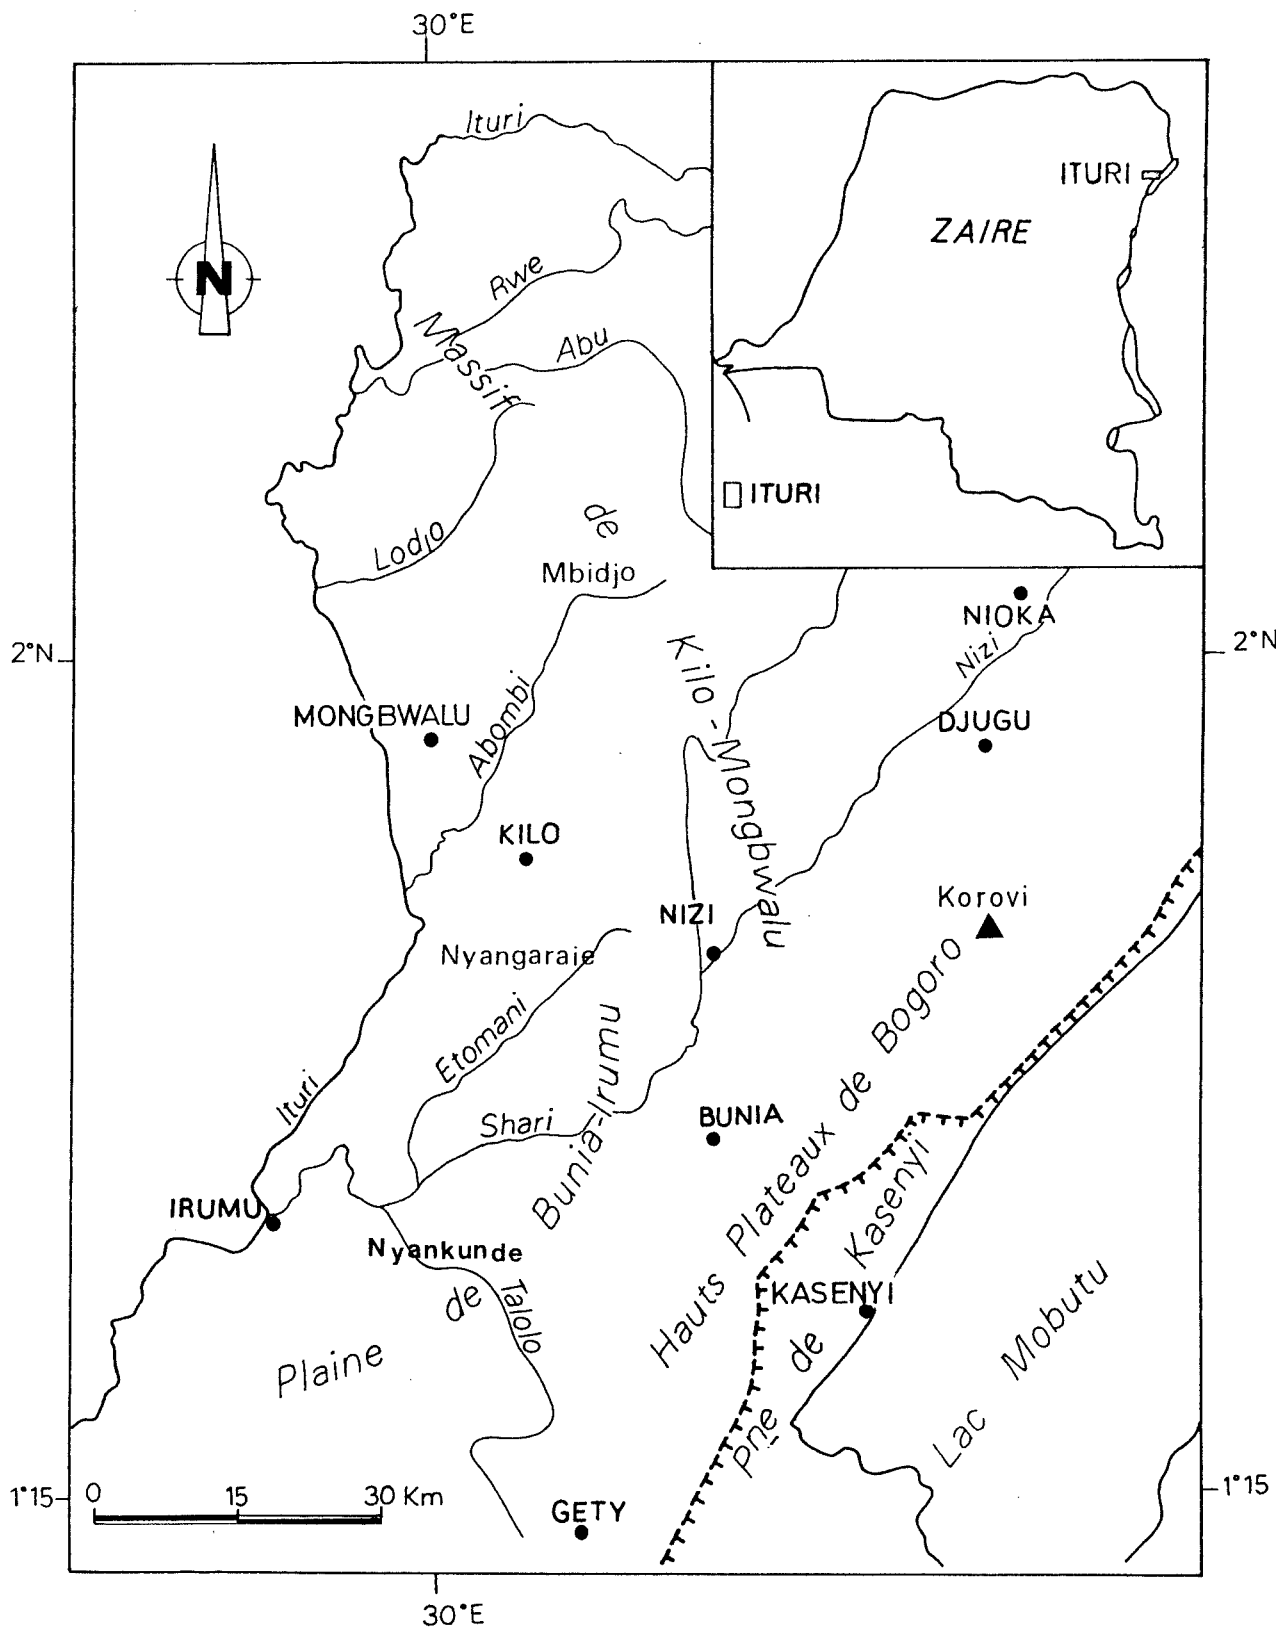 30°E
Ituri
ITURI
ZAIRE
N
Rwe
Massif
Abu
ITURI
de
Lodjo
Mbidjo
NIOKA
2°N
2°N
Kilo-Mongbwalu
Nizi
MONGBWALU
Abombi
DJUGU
KILO
Korovi
NIZI
Nyangaraie
Etomani
Ituri
Shari
BUNIA
Hauts Plateaux de Bogoro
Plaine de Bunia-Irumu
IRUMU
Nyankunde
Talolo
KASENYI
Pne de Kasenyi
Lac Mobutu
1°15
1°15
0 15 30 Km
GETY
30°E